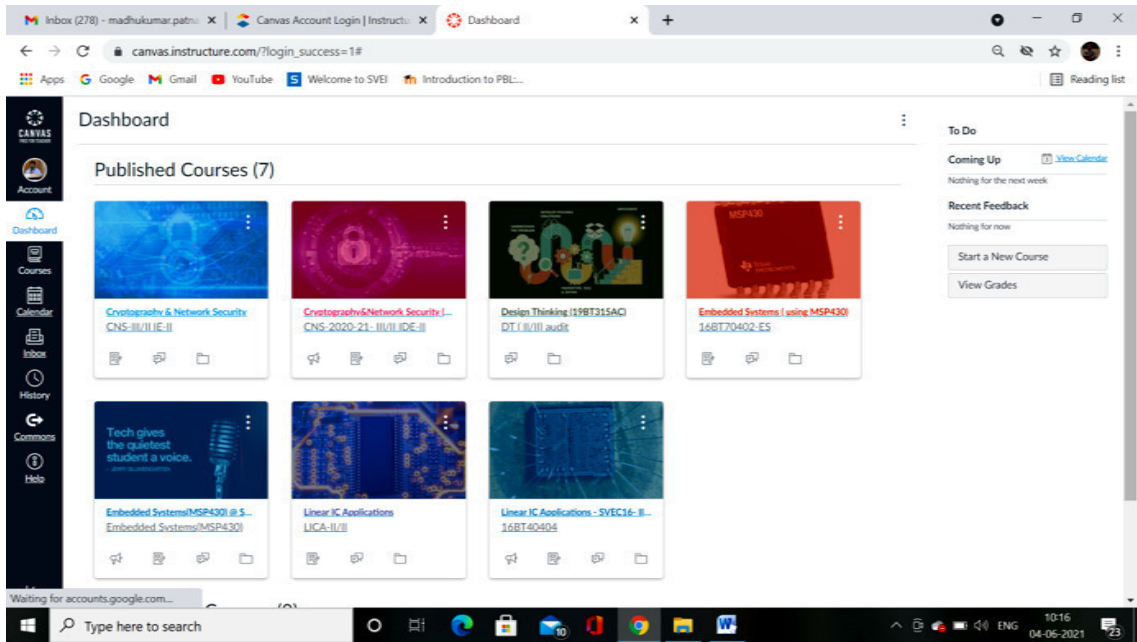 Inbox (278) - madhukumar.patna
Canvas Account Login | Instructu
Dashboard
canvas.instructure.com/?login_success=1#
Apps
Google
Gmail
YouTube
Welcome to SVEI
Introduction to PBL:...
Reading list
CANVAS
Account
Dashboard
Courses
Calendar
Inbox
History
Commons
Help
Dashboard
Published Courses (7)
Cryptography & Network Security
CNS-III/II IE-II
Cryptography&Network Security (...
CNS-2020-21- III/II IDE-II
Design Thinking (19BT315AC)
DT ( II/II) audit
MSP430
Texas
INSTRUMENTS
Embedded Systems ( using MSP430)
16BT70402-ES
Tech gives
the quietest
student a voice.
Embedded Systems(MSP430) @ S...
Embedded Systems(MSP430)
Linear IC Applications
LICA-II/II
Linear IC Applications - SVEC16- II...
16BT40404
To Do
Coming Up
View Calendar
Nothing for the next week
Recent Feedback
Nothing for now
Start a New Course
View Grades
Waiting for accounts.google.com...
Type here to search
10
ENG
10:16
04-06-2021
23